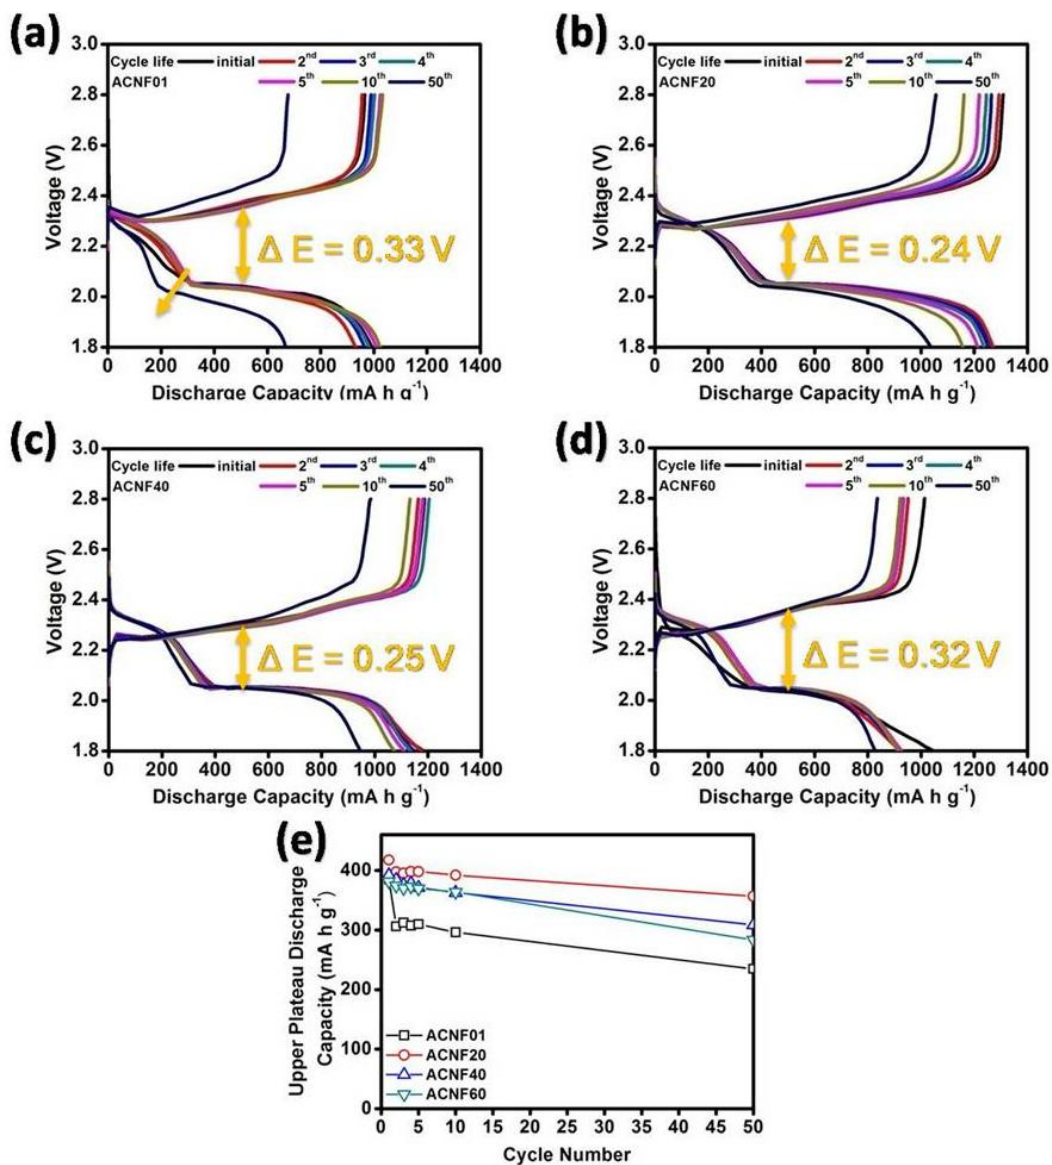 (a)
3.0
Cycle life initial 2nd 3rd 4th
ACNF01 5th 10th 50th
2.8
2.6
2.4
2.2
2.0
1.8
Voltage (V)
Δ E = 0.33 V
0 200 400 600 800 1000 1200 1400
Discharge Capacity (mA h g-1)
(b)
3.0
Cycle life initial 2nd 3rd 4th
ACNF20 5th 10th 50th
2.8
2.6
2.4
2.2
2.0
1.8
Voltage (V)
Δ E = 0.24 V
0 200 400 600 800 1000 1200 1400
Discharge Capacity (mA h g-1)
(c)
3.0
Cycle life initial 2nd 3rd 4th
ACNF40 5th 10th 50th
2.8
2.6
2.4
2.2
2.0
1.8
Voltage (V)
Δ E = 0.25 V
0 200 400 600 800 1000 1200 1400
Discharge Capacity (mA h g-1)
(d)
3.0
Cycle life initial 2nd 3rd 4th
ACNF60 5th 10th 50th
2.8
2.6
2.4
2.2
2.0
1.8
Voltage (V)
Δ E = 0.32 V
0 200 400 600 800 1000 1200 1400
Discharge Capacity (mA h g-1)
(e)
Upper Plateau Discharge
Capacity (mA h g-1)
400
300
200
100
0
ACNF01
ACNF20
ACNF40
ACNF60
0 5 10 15 20 25 30 35 40 45 50
Cycle Number